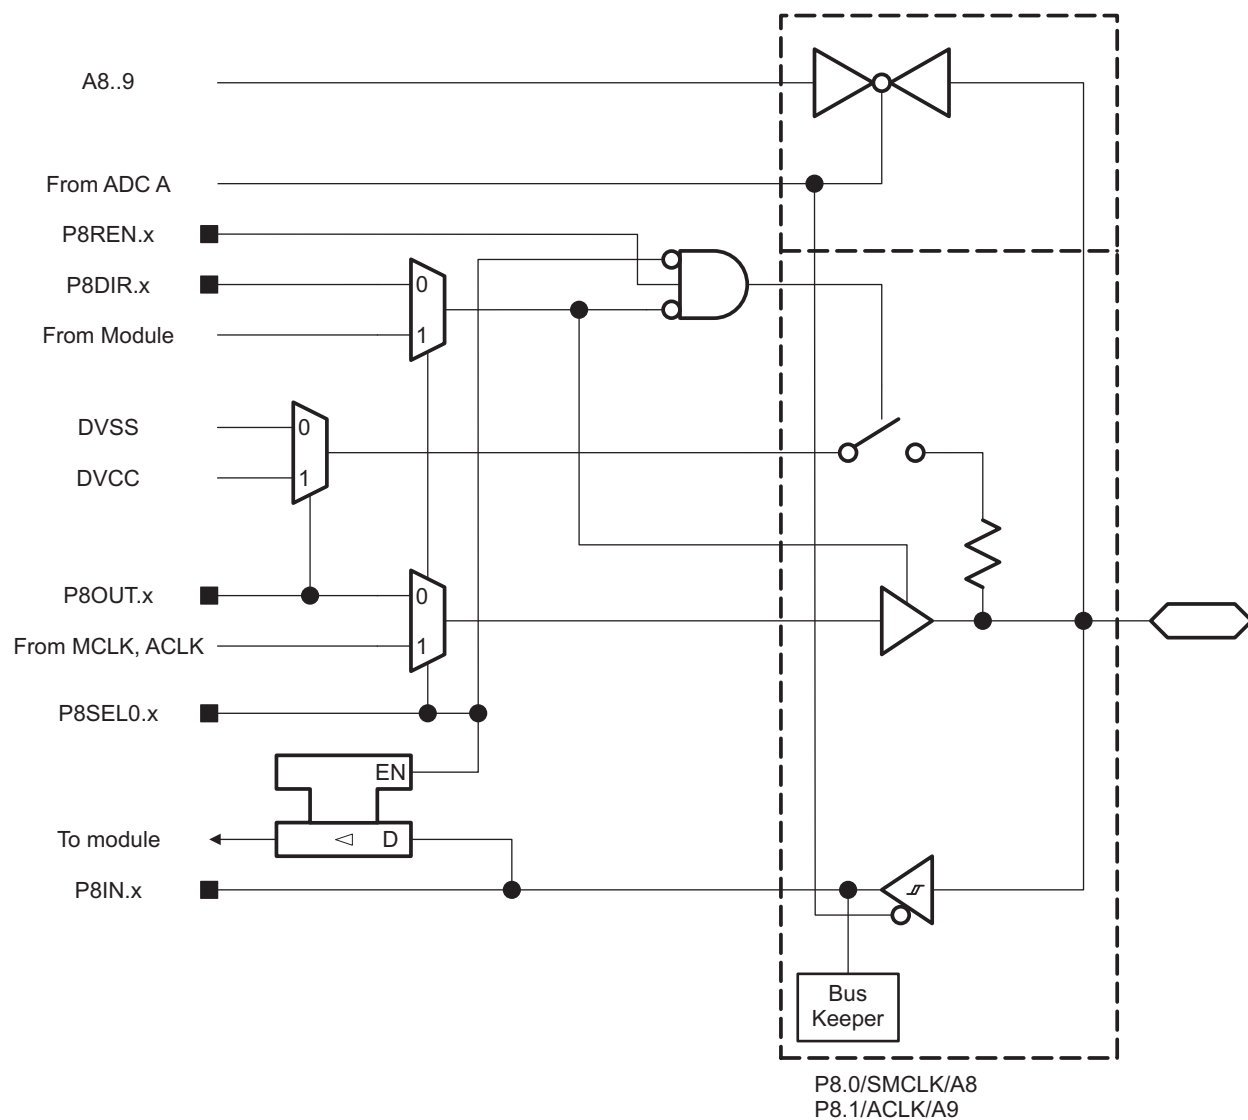 A8..9
From ADC A
P8REN.x
P8DIR.x
0
From Module
1
DVSS
0
DVCC
1
P8OUT.x
0
From MCLK, ACLK
1
P8SEL0.x
EN
To module
D
P8IN.x
Bus
Keeper
P8.0/SMCLK/A8
P8.1/ACLK/A9